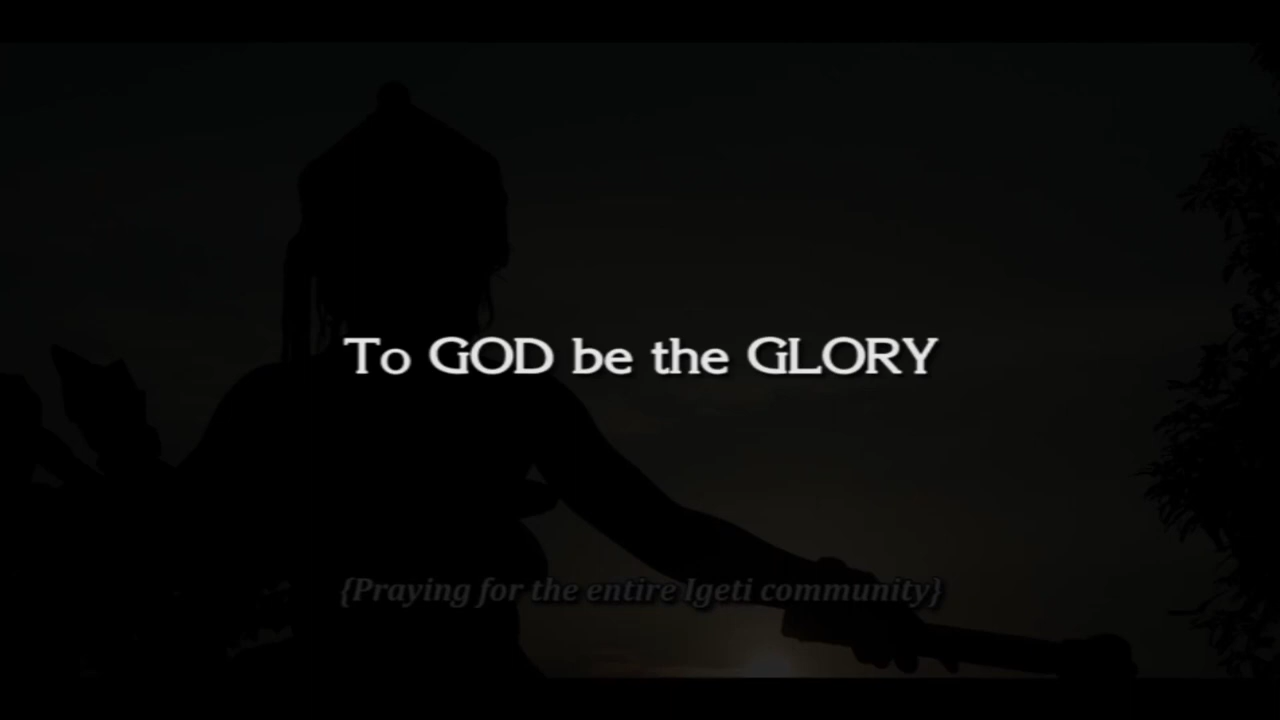 To GOD be the GLORY
{Praying for the entire Igeti community}